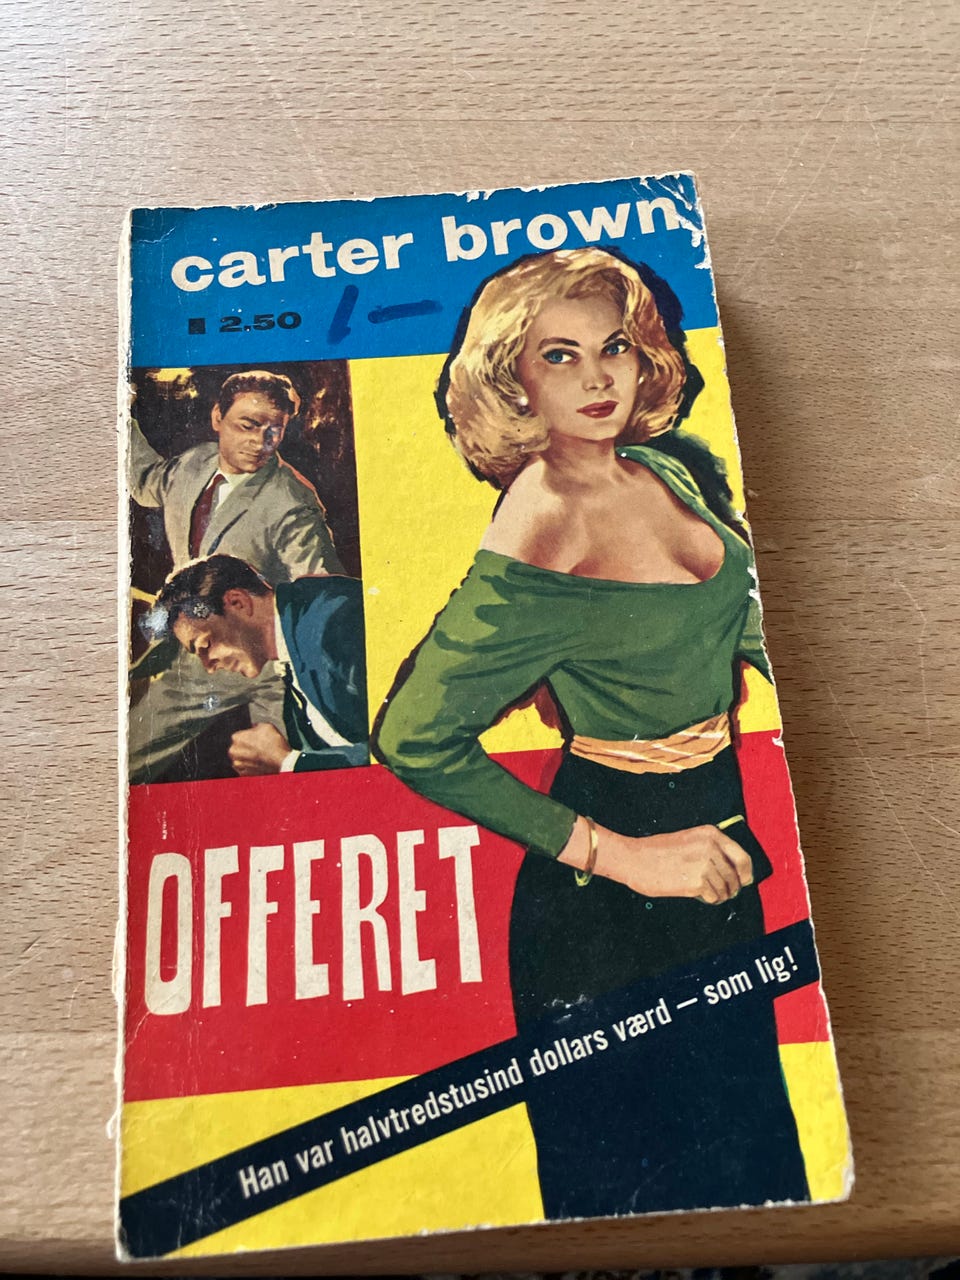 carter brown
2.50
1-
OFFERET
Han var halvtredstusind dollars værd – som lig!